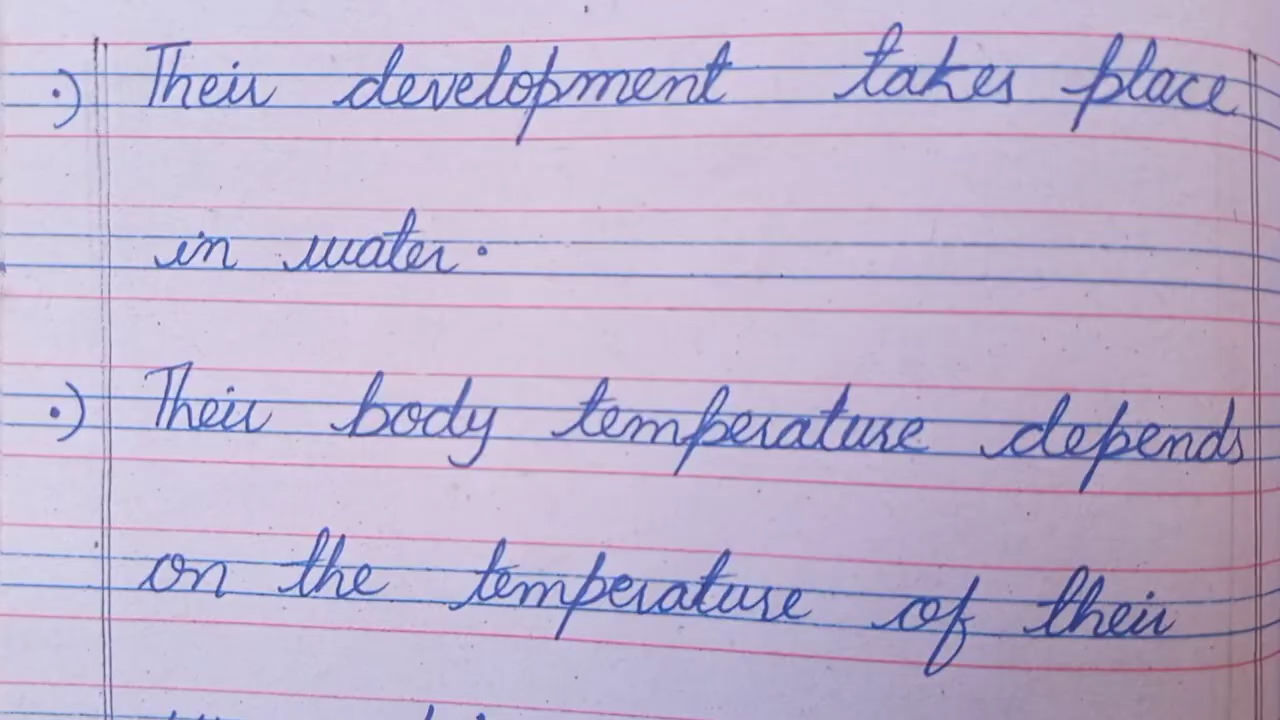 ·) Their development takes place
in water.
·) Their body temperature depends
on the temperature of their